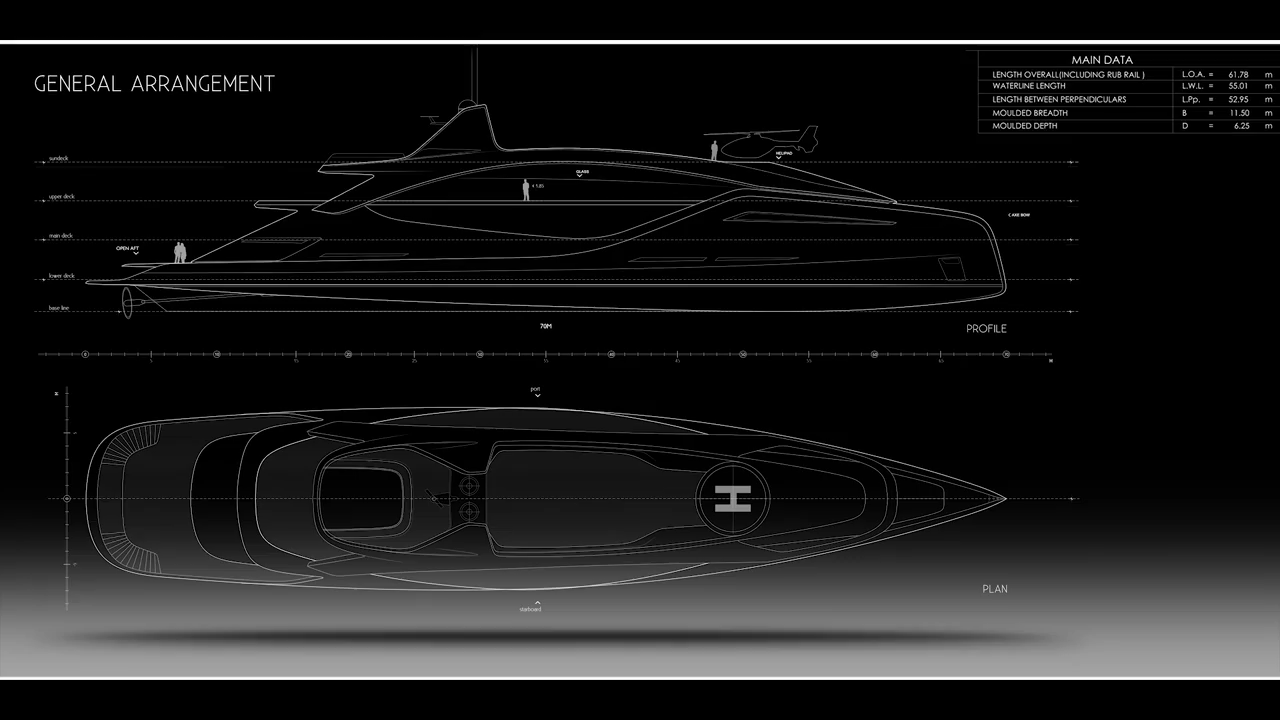 GENERAL ARRANGEMENT
MAIN DATA
LENGTH OVERALL(INCLUDING RUB RAIL ) L.O.A. = 61.78 m
WATERLINE LENGTH L.W.L. = 55.01 m
LENGTH BETWEEN PERPENDICULARS L.Pp. = 52.95 m
MOULDED BREADTH B = 11.50 m
MOULDED DEPTH D = 6.25 m
HELIPAD
sundeck
GLASS
1.85
upper deck
main deck
OPEN AFT
lower deck
base line
70M
PROFILE
port
H
PLAN
starboard